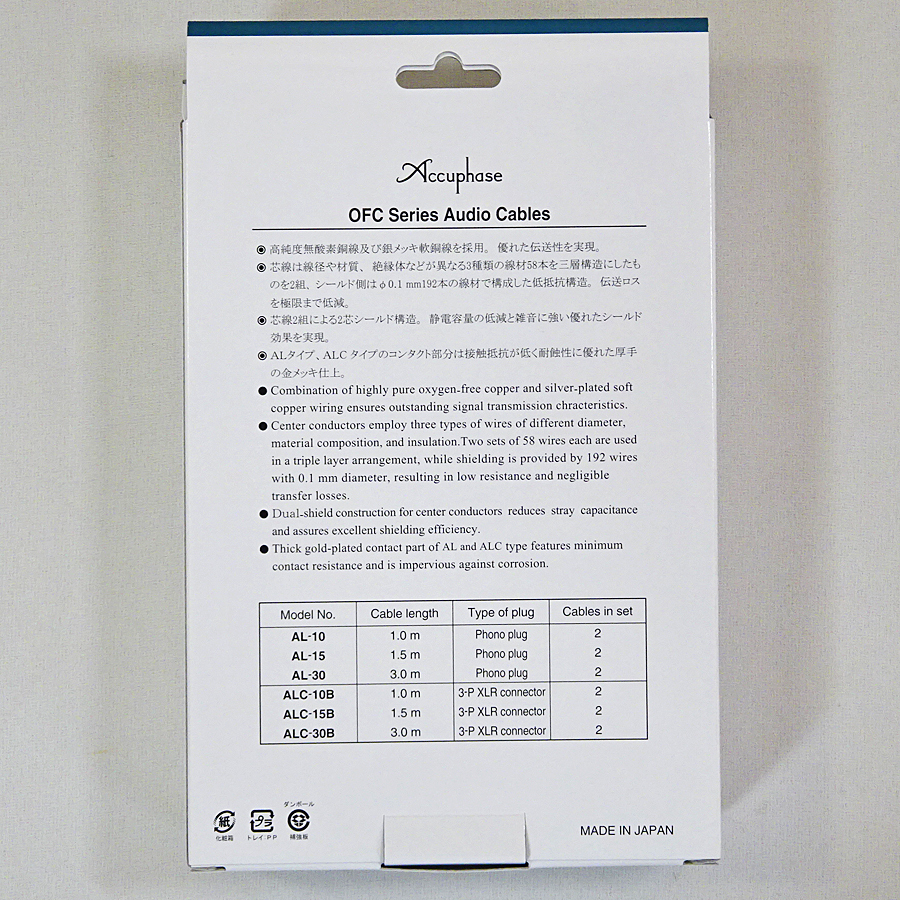 Accuphase
OFC Series Audio Cables
◉ 高純度無酸素銅線及び銀メッキ軟銅線を採用。優れた伝送性を実現。
◉ 芯線は線径や材質、絶縁体などが異なる3種類の線材58本を三層構造にしたも
のを2組、シールド側はφ0.1 mm192本の線材で構成した低抵抗構造。伝送ロス
を極限まで低減。
◉ 芯線2組による2芯シールド構造。静電容量の低減と雑音に強い優れたシールド
効果を実現。
◉ ALタイプ、ALC タイプのコンタクト部分は接触抵抗が低く耐蝕性に優れた厚手
の金メッキ仕上。
● Combination of highly pure oxygen-free copper and silver-plated soft
copper wiring ensures outstanding signal transmission chracteristics.
● Center conductors employ three types of wires of different diameter,
material composition, and insulation.Two sets of 58 wires each are used
in a triple layer arrangement, while shielding is provided by 192 wires
with 0.1 mm diameter, resulting in low resistance and negligible
transfer losses.
● Dual-shield construction for center conductors reduces stray capacitance
and assures excellent shielding efficiency.
● Thick gold-plated contact part of AL and ALC type features minimum
contact resistance and is impervious against corrosion.
Model No. Cable length Type of plug Cables in set
AL-10 1.0 m Phono plug 2
AL-15 1.5 m Phono plug 2
AL-30 3.0 m Phono plug 2
ALC-10B 1.0 m 3-P XLR connector 2
ALC-15B 1.5 m 3-P XLR connector 2
ALC-30B 3.0 m 3-P XLR connector 2
ダンボール
紙 プラ
化粧箱 トレイ:PP 補強板
MADE IN JAPAN